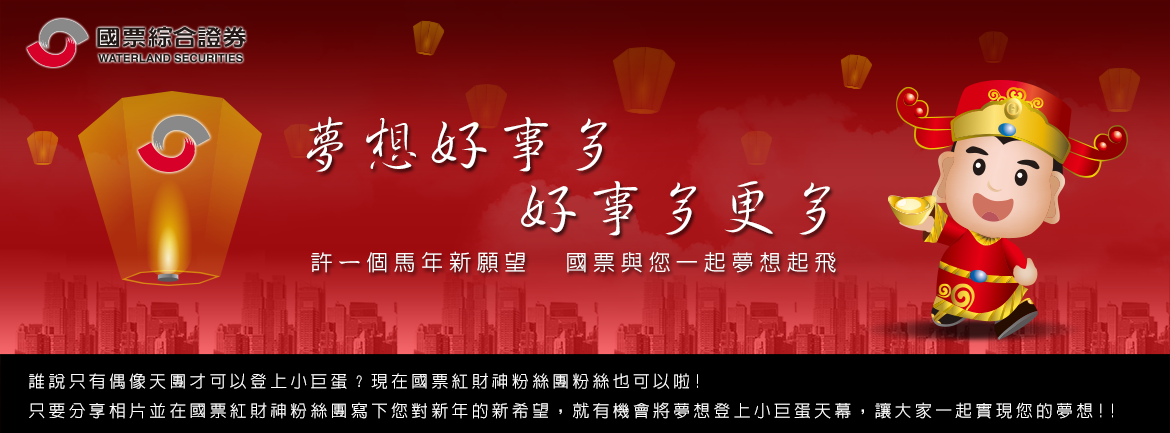 國票綜合證券
WATERLAND SECURITIES
夢想好事多
好事多更多
許一個馬年新願望 國票與您一起夢想起飛
誰說只有偶像天團才可以登上小巨蛋？現在國票紅財神粉絲團粉絲也可以啦!
只要分享相片並在國票紅財神粉絲團寫下您對新年的新希望，就有機會將夢想登上小巨蛋天幕，讓大家一起實現您的夢想!!